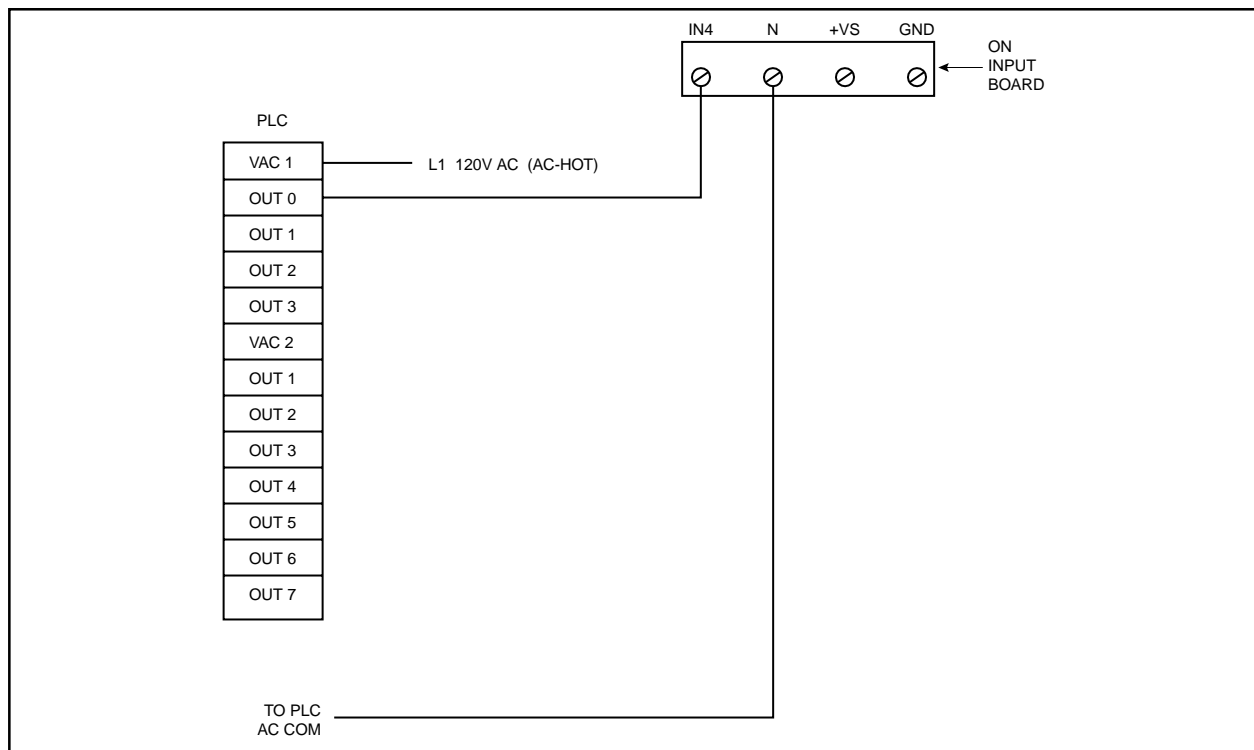 IN4 N +VS GND
ON
INPUT
BOARD
PLC
VAC 1
L1 120V AC (AC-HOT)
OUT 0
OUT 1
OUT 2
OUT 3
VAC 2
OUT 1
OUT 2
OUT 3
OUT 4
OUT 5
OUT 6
OUT 7
TO PLC
AC COM